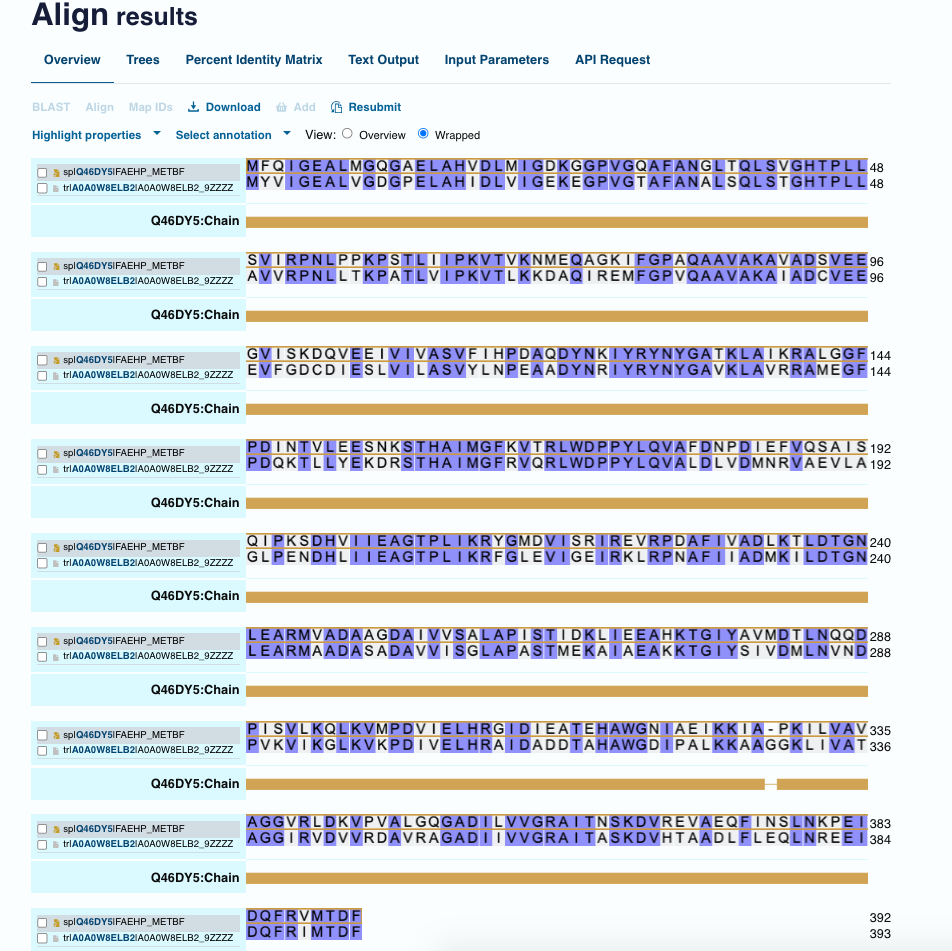 Align results
Overview Trees Percent Identity Matrix Text Output Input Parameters API Request
BLAST Align Map IDs Download Add Resubmit
Highlight properties Select annotation View: Overview Wrapped
sp|Q46DY5|FAEHP_METBF MFQIGEALMGQGAELAHVDLMIGDKGGPVGQAFANGLTQLSVGHTPLL 48
tr|A0A0W8ELB2|A0A0W8ELB2_9ZZZZ MYVIGEALVGDGPELAHIDLVIGEKEGPVGTAFANALSQLSTGHTPLL 48
Q46DY5:Chain
sp|Q46DY5|FAEHP_METBF SVIRPNLPPKPSTLIIPKVTVKNMEQAGKIFGPAQAAVAKAVADSVEE 96
tr|A0A0W8ELB2|A0A0W8ELB2_9ZZZZ AVVRPNLLTKPATLVIPKVTLKKDAQIREMFGPVQAAVAKAIADCVEE 96
Q46DY5:Chain
sp|Q46DY5|FAEHP_METBF GVISKDQVEEIVIVASVFIHPDAQDYNKIYRYNYGATKLAIKRALGGF 144
tr|A0A0W8ELB2|A0A0W8ELB2_9ZZZZ EVFGDCDIESLVILASVYLNPEAADYNRIYRYNYGAVKLAVRRAMEGF 144
Q46DY5:Chain
sp|Q46DY5|FAEHP_METBF PDINTVLEESNKSTHAIMGFKVTRLWDPPYLQVAFDNPDIEFVQSAIS 192
tr|A0A0W8ELB2|A0A0W8ELB2_9ZZZZ PDQKTLLYEKDRSTHAIMGFRVQRLWDPPYLQVALDLVDMNRVAEVLA 192
Q46DY5:Chain
sp|Q46DY5|FAEHP_METBF QIPKSDHVIIEAGTPLIKRYGMDVISRIREVRPDAFIVADLKTLDTGN 240
tr|A0A0W8ELB2|A0A0W8ELB2_9ZZZZ GLPENDHLIIEAGTPLIKRFGLEVIGEIRKLRPNAFIIADMKILDTGN 240
Q46DY5:Chain
sp|Q46DY5|FAEHP_METBF LEARMVADAAGDAIVVSALAPISTIDKLIEEAHKTGIYAVMDTLNQQD 288
tr|A0A0W8ELB2|A0A0W8ELB2_9ZZZZ LEARMAADASADAVVISGLAPASTMEKAIAEAKKTGIYSIVDMLNVND 288
Q46DY5:Chain
sp|Q46DY5|FAEHP_METBF PISVLKQLKVMPDVIELHRGIDIEATEHAWGNIAEIKKIA-PKILVAV 335
tr|A0A0W8ELB2|A0A0W8ELB2_9ZZZZ PVKVIKGLKVKPDIVELHRAIDADDTAHAWGDIPALKKAAGGKLIVAT 336
Q46DY5:Chain
sp|Q46DY5|FAEHP_METBF AGGVRLDKVPVALGQGADILVVGRAITNSKDVREVAEQFINSLNKPEI 383
tr|A0A0W8ELB2|A0A0W8ELB2_9ZZZZ AGGIRVDVVRDAVRAGADIIVVGRAITASKDVHTAADLFLEQLNREEI 384
Q46DY5:Chain
sp|Q46DY5|FAEHP_METBF DQFRVMTDF 392
tr|A0A0W8ELB2|A0A0W8ELB2_9ZZZZ DQFRIMTDF 393